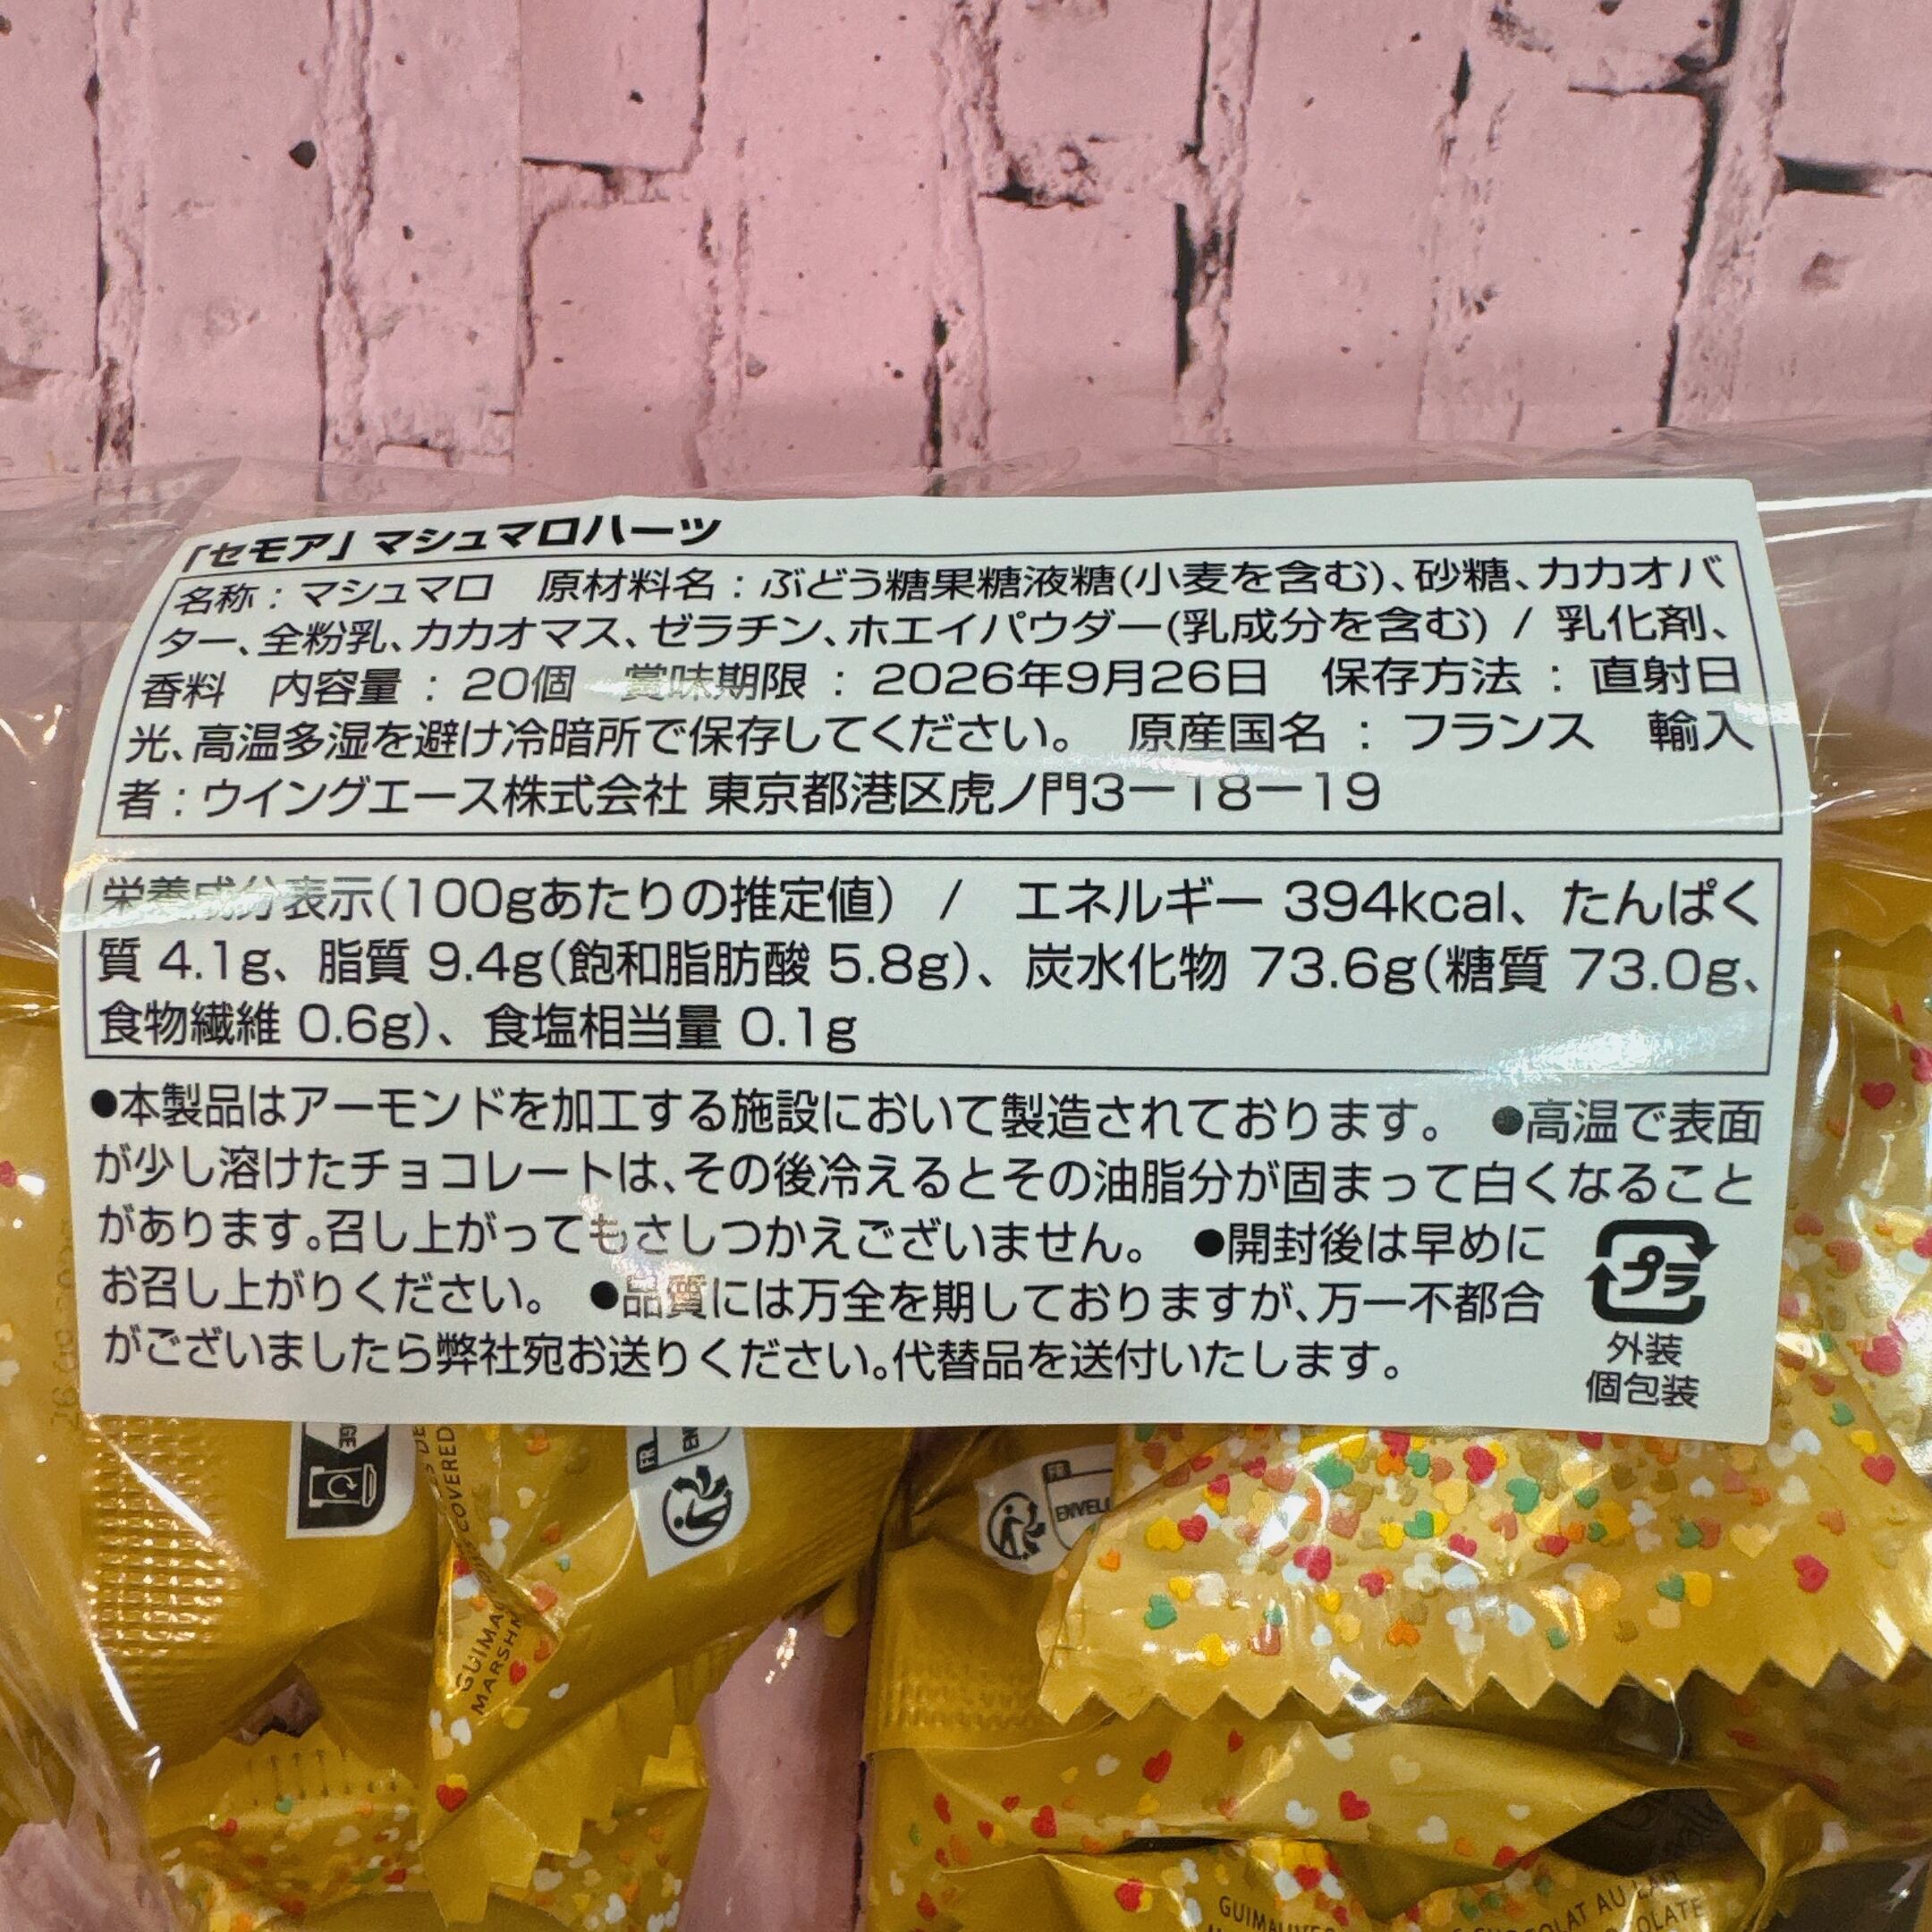 「セモア」マシュマロハーツ
名称：マシュマロ　原材料名：ぶどう糖果糖液糖(小麦を含む)、砂糖、カカオバ
ター、全粉乳、カカオマス、ゼラチン、ホエイパウダー(乳成分を含む) / 乳化剤、
香料　内容量：20個　賞味期限：2026年9月26日　保存方法：直射日
光、高温多湿を避け冷暗所で保存してください。　原産国名：フランス　輸入
者：ウイングエース株式会社 東京都港区虎ノ門3ー18ー19
栄養成分表示(100gあたりの推定値) / エネルギー 394kcal、たんぱく
質 4.1g、脂質 9.4g(飽和脂肪酸 5.8g)、炭水化物 73.6g(糖質 73.0g、
食物繊維 0.6g)、食塩相当量 0.1g
●本製品はアーモンドを加工する施設において製造されております。　●高温で表面
が少し溶けたチョコレートは、その後冷えるとその油脂分が固まって白くなること
があります。召し上がってもさしつかえございません。　●開封後は早めに
お召し上がりください。　●品質には万全を期しておりますが、万一不都合
がございましたら弊社宛お送りください。代替品を送付いたします。
プラ
外装
個包装
FR
FR
COVERED
CHOCOLAT AU LAIT